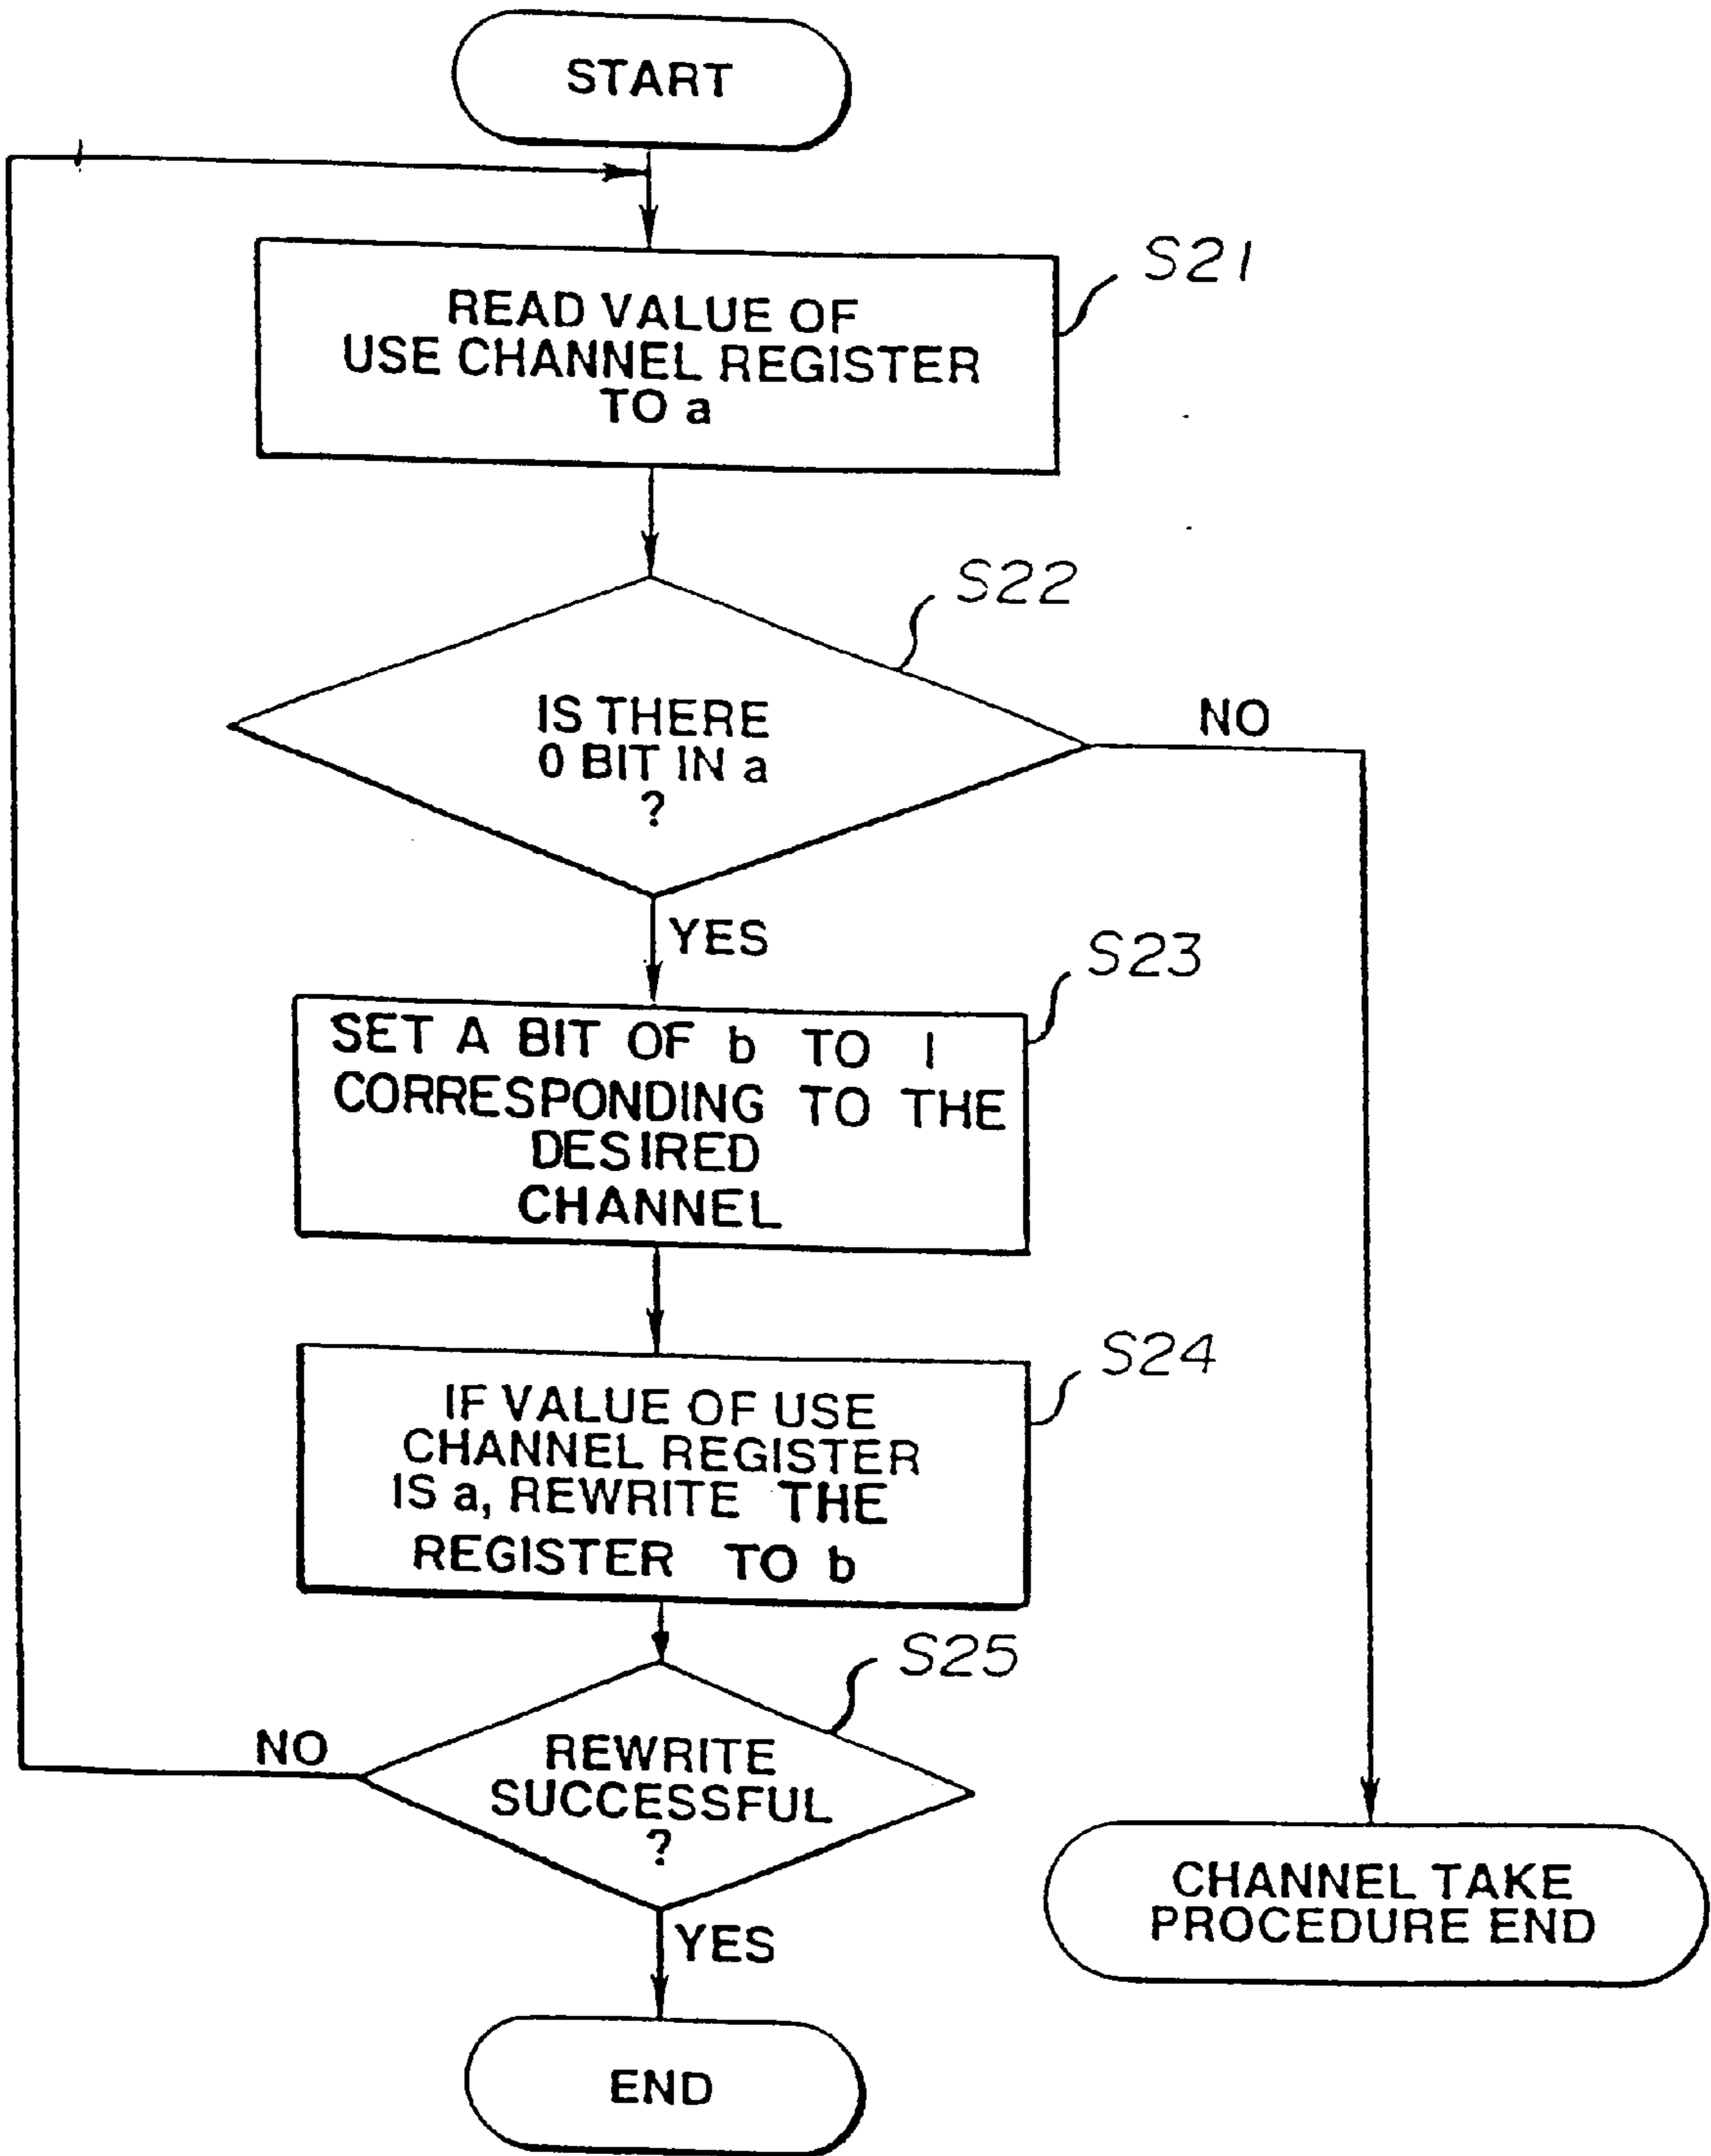 START
S21
READ VALUE OF
USE CHANNEL REGISTER
TO a
S22
IS THERE
0 BIT IN a
?
NO
YES
S23
SET A BIT OF b TO 1
CORRESPONDING TO THE
DESIRED
CHANNEL
S24
IF VALUE OF USE
CHANNEL REGISTER
IS a, REWRITE THE
REGISTER TO b
S25
NO
REWRITE
SUCCESSFUL
?
YES
CHANNEL TAKE
PROCEDURE END
END